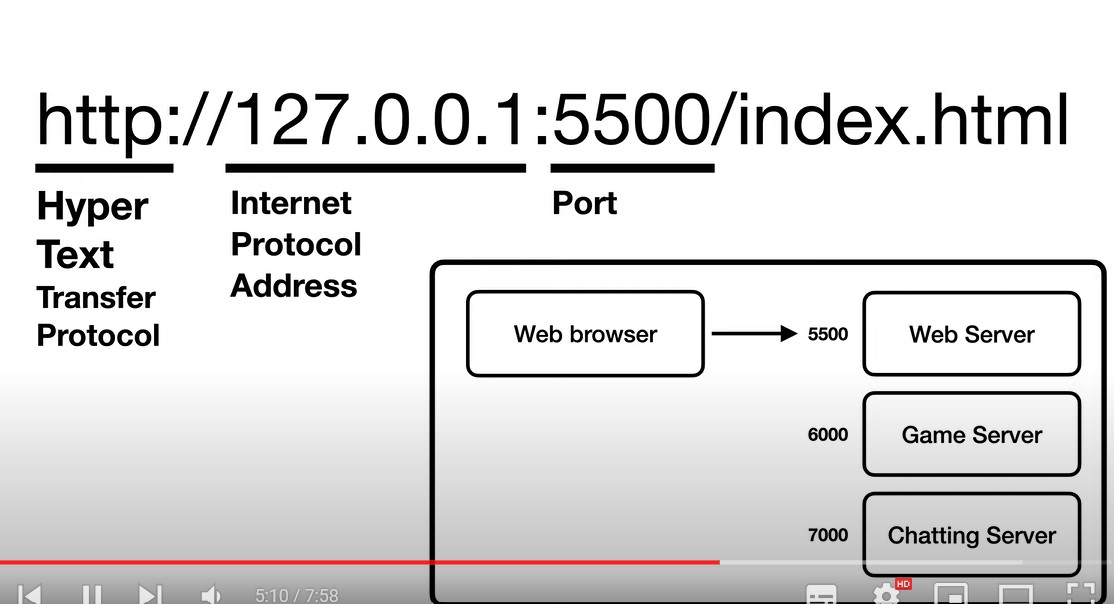 http://127.0.0.1:5500/index.html
Hyper
Text
Transfer
Protocol
Internet
Protocol
Address
Port
Web browser
5500
Web Server
6000
Game Server
7000
Chatting Server
5:10 / 7:58
HD